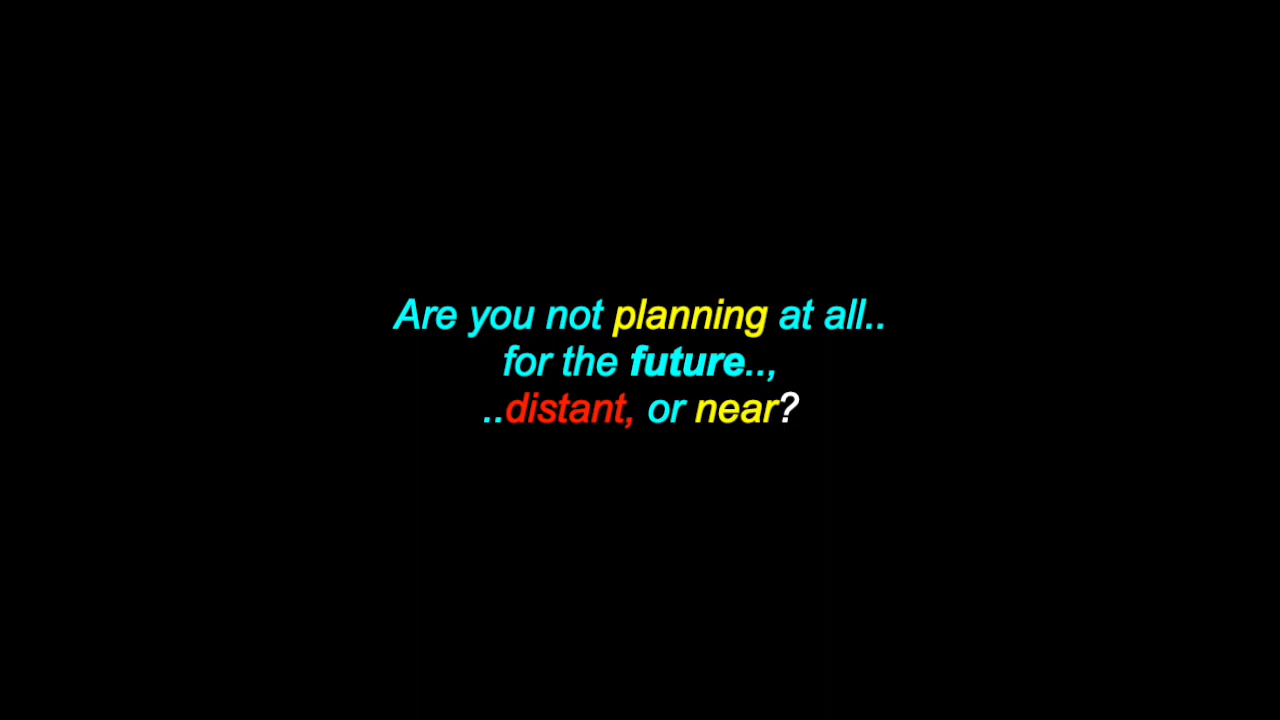 Are you not planning at all..
for the future..,
..distant, or near?